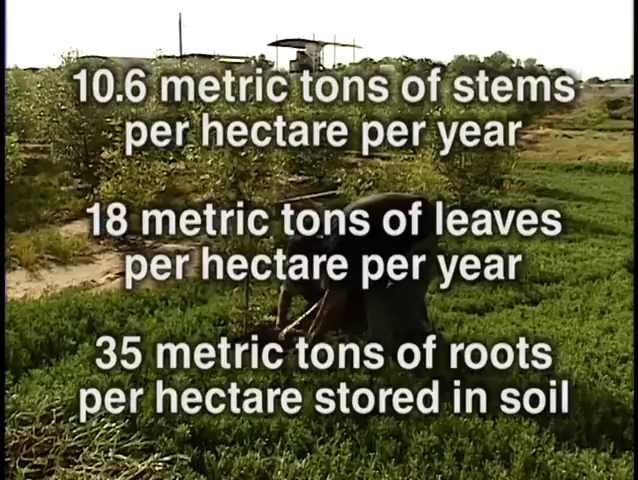 10.6 metric tons of stems
per hectare per year
18 metric tons of leaves
per hectare per year
35 metric tons of roots
per hectare stored in soil